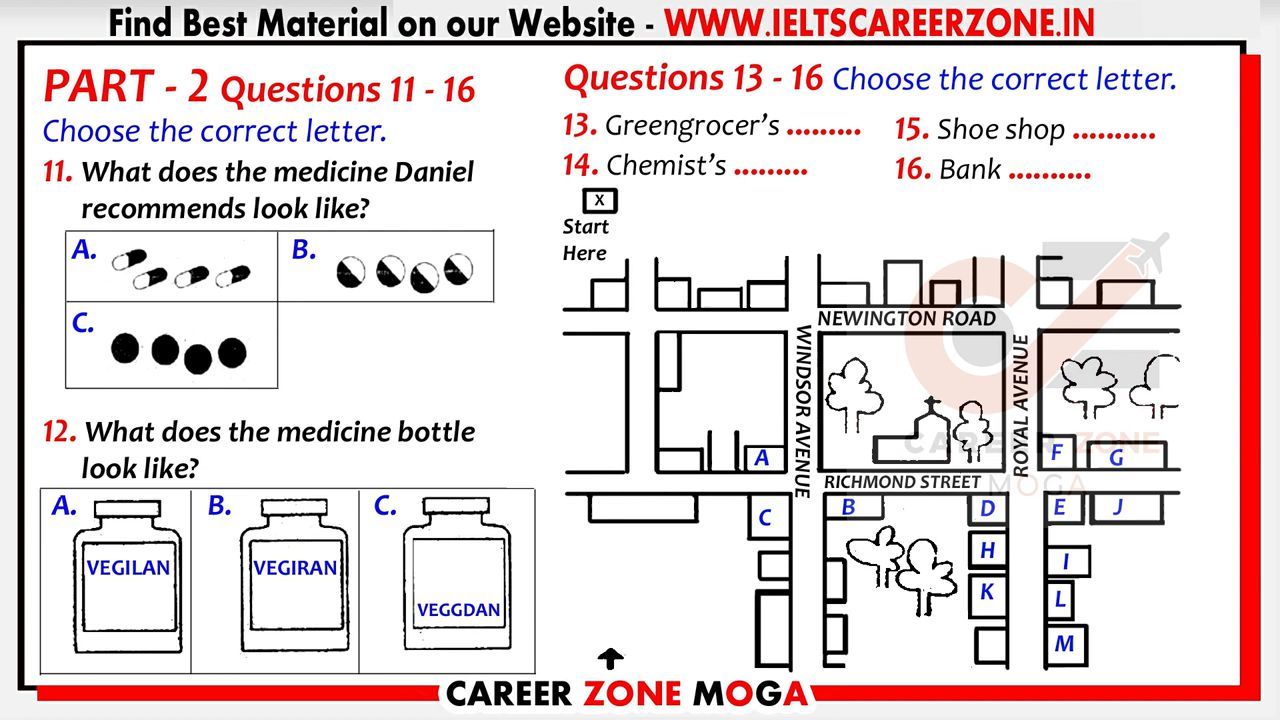 Find Best Material on our Website - WWW.IELTSCAREERZONE.IN
PART - 2 Questions 11 - 16
Choose the correct letter.
11. What does the medicine Daniel
recommends look like?
A.
B.
C.
12. What does the medicine bottle
look like?
A.
B.
C.
VEGILAN
VEGIRAN
VEGGDAN
Questions 13 - 16 Choose the correct letter.
13. Greengrocer's .........
15. Shoe shop ..........
14. Chemist's .........
16. Bank ..........
X
Start
Here
NEWINGTON ROAD
WINDSOR AVENUE
ROYAL AVENUE
CAREER ZONE
MOGA
A
F
G
RICHMOND STREET
C
B
D
E
J
H
I
K
L
M
CAREER ZONE MOGA